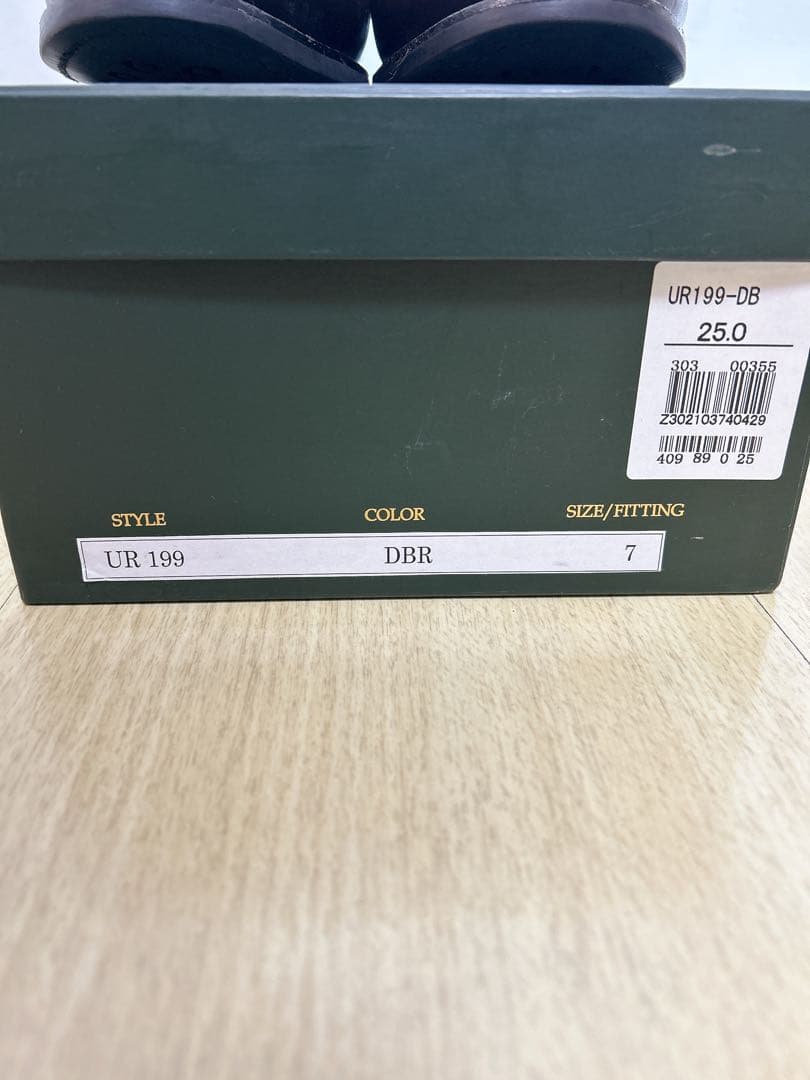 UR199-DB
25.0
303 00355
Z302103740429
409 89 0 25
STYLE COLOR SIZE/FITTING
UR 199 DBR 7